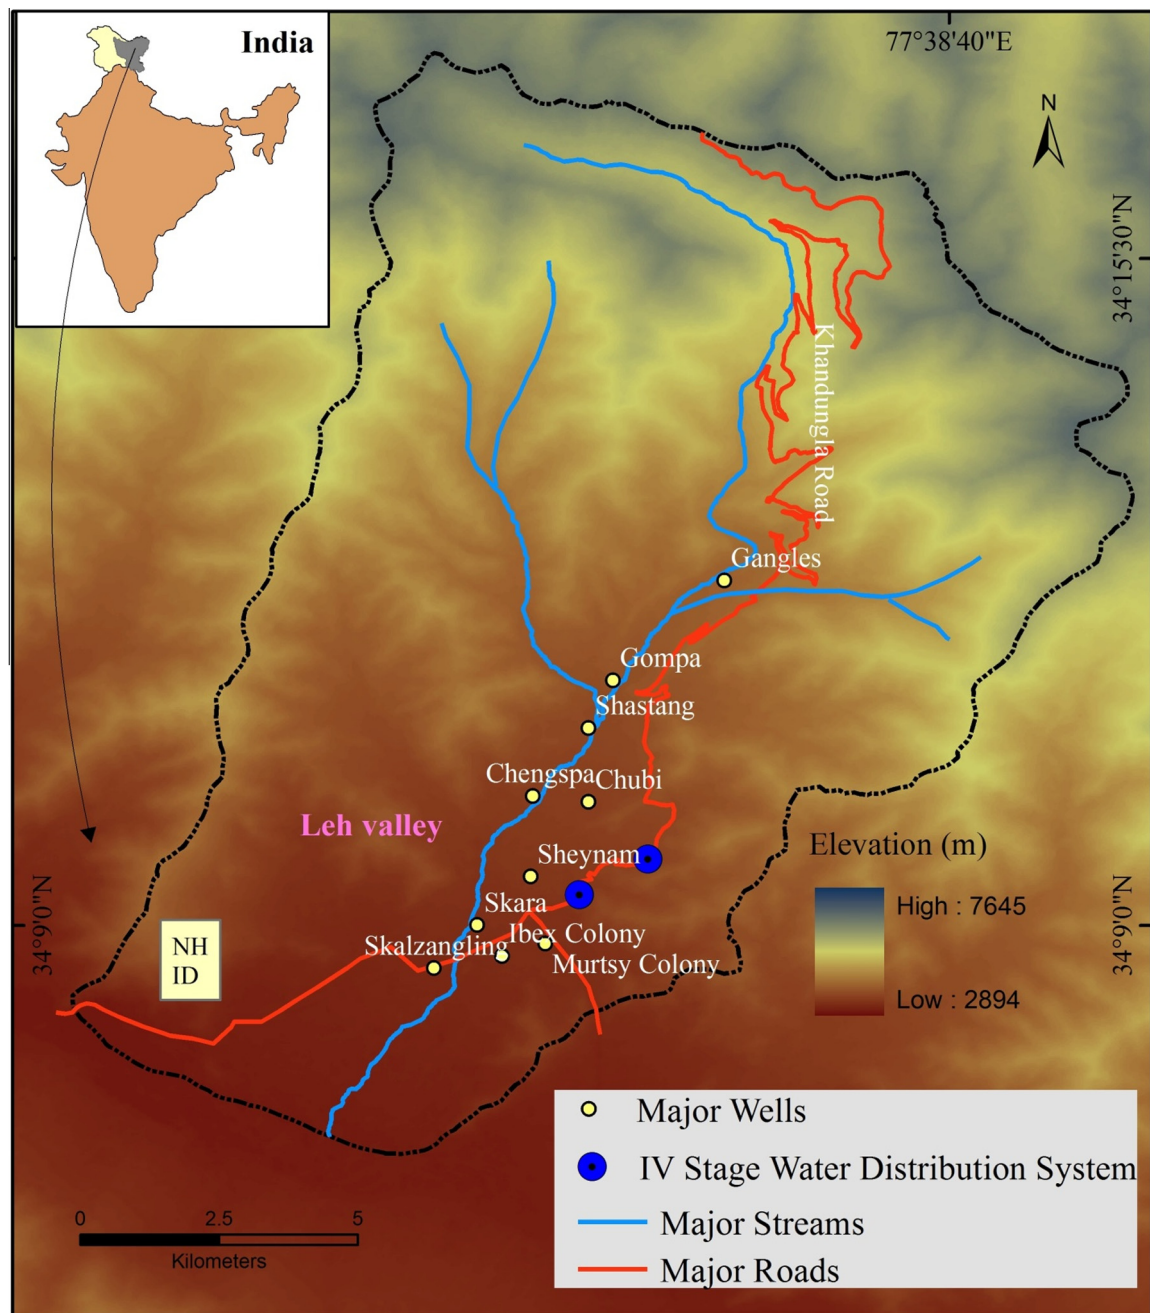 India
77°38'40"E
N
34°15'30"N
Khandungla Road
Gangles
Gompa
Shastang
Chengspa
Chubi
Leh valley
Sheynam
Skara
Ibex Colony
Skalzangling
Murtsy Colony
34°9'0"N
34°9'0"N
NH
ID
Elevation (m)
High : 7645
Low : 2894
Major Wells
IV Stage Water Distribution System
Major Streams
Major Roads
0 2.5 5
Kilometers